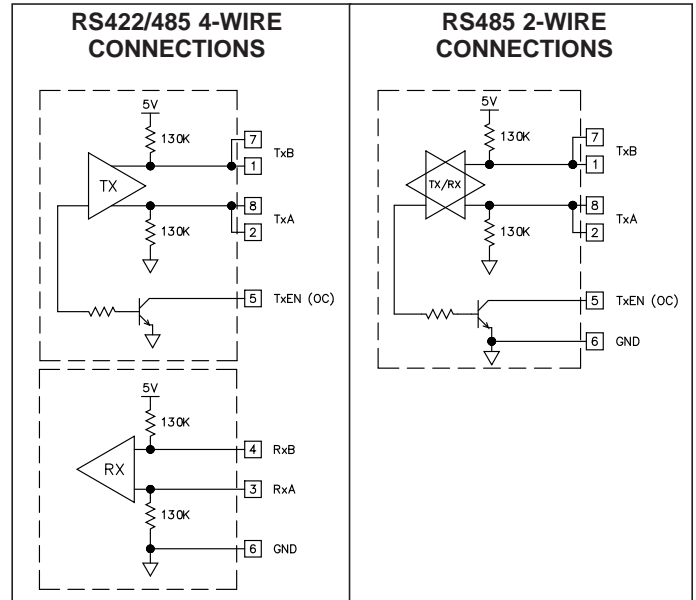 RS422/485 4-WIRE
CONNECTIONS
5V
130K
7
TxB
1
TX
8
TxA
130K
2
5 TxEN (OC)
5V
130K
4 RxB
RX
3 RxA
130K
6 GND
RS485 2-WIRE
CONNECTIONS
5V
130K
7
TxB
1
TX/RX
8
TxA
130K
2
5 TxEN (OC)
6 GND